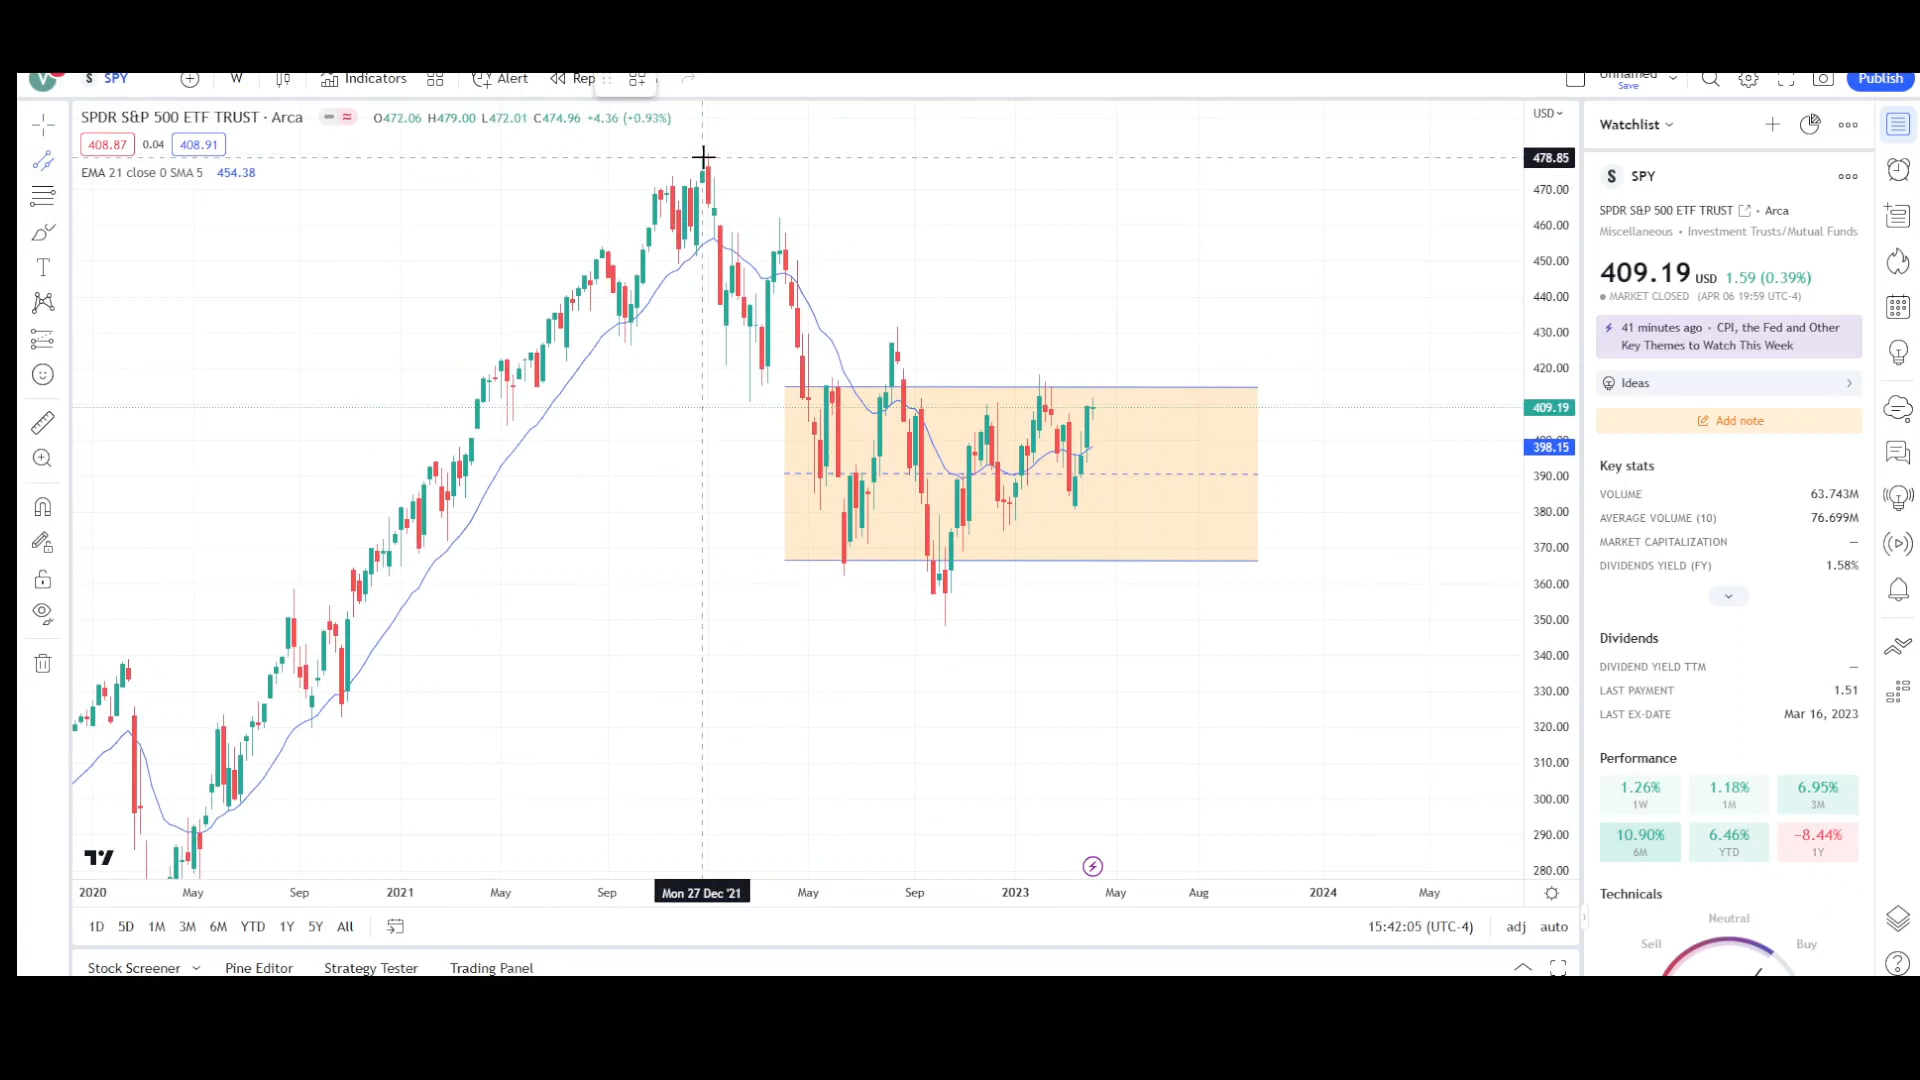 V S SPY W Indicators Alert Rep Unnamed Save Publish
SPDR S&P 500 ETF TRUST · Arca O472.06 H479.00 L472.01 C474.96 +4.36 (+0.93%)
408.87 0.04 408.91
EMA 21 close 0 SMA 5 454.38
USD
478.85
470.00
460.00
450.00
440.00
430.00
420.00
409.19
400.00
398.15
390.00
380.00
370.00
360.00
350.00
340.00
330.00
320.00
310.00
300.00
290.00
280.00
2020 May Sep 2021 May Sep Mon 27 Dec '21 May Sep 2023 May Aug 2024 May
1D 5D 1M 3M 6M YTD 1Y 5Y All 15:42:05 (UTC-4) adj auto
Stock Screener Pine Editor Strategy Tester Trading Panel
Watchlist
S SPY
SPDR S&P 500 ETF TRUST • Arca
Miscellaneous • Investment Trusts/Mutual Funds
409.19 USD 1.59 (0.39%)
MARKET CLOSED (APR 06 19:59 UTC-4)
41 minutes ago • CPI, the Fed and Other
Key Themes to Watch This Week
Ideas
Add note
Key stats
VOLUME 63.743M
AVERAGE VOLUME (10) 76.699M
MARKET CAPITALIZATION —
DIVIDENDS YIELD (FY) 1.58%
Dividends
DIVIDEND YIELD TTM —
LAST PAYMENT 1.51
LAST EX-DATE Mar 16, 2023
Performance
1.26% 1.18% 6.95%
1W 1M 3M
10.90% 6.46% −8.44%
6M YTD 1Y
Technicals
Neutral
Sell Buy